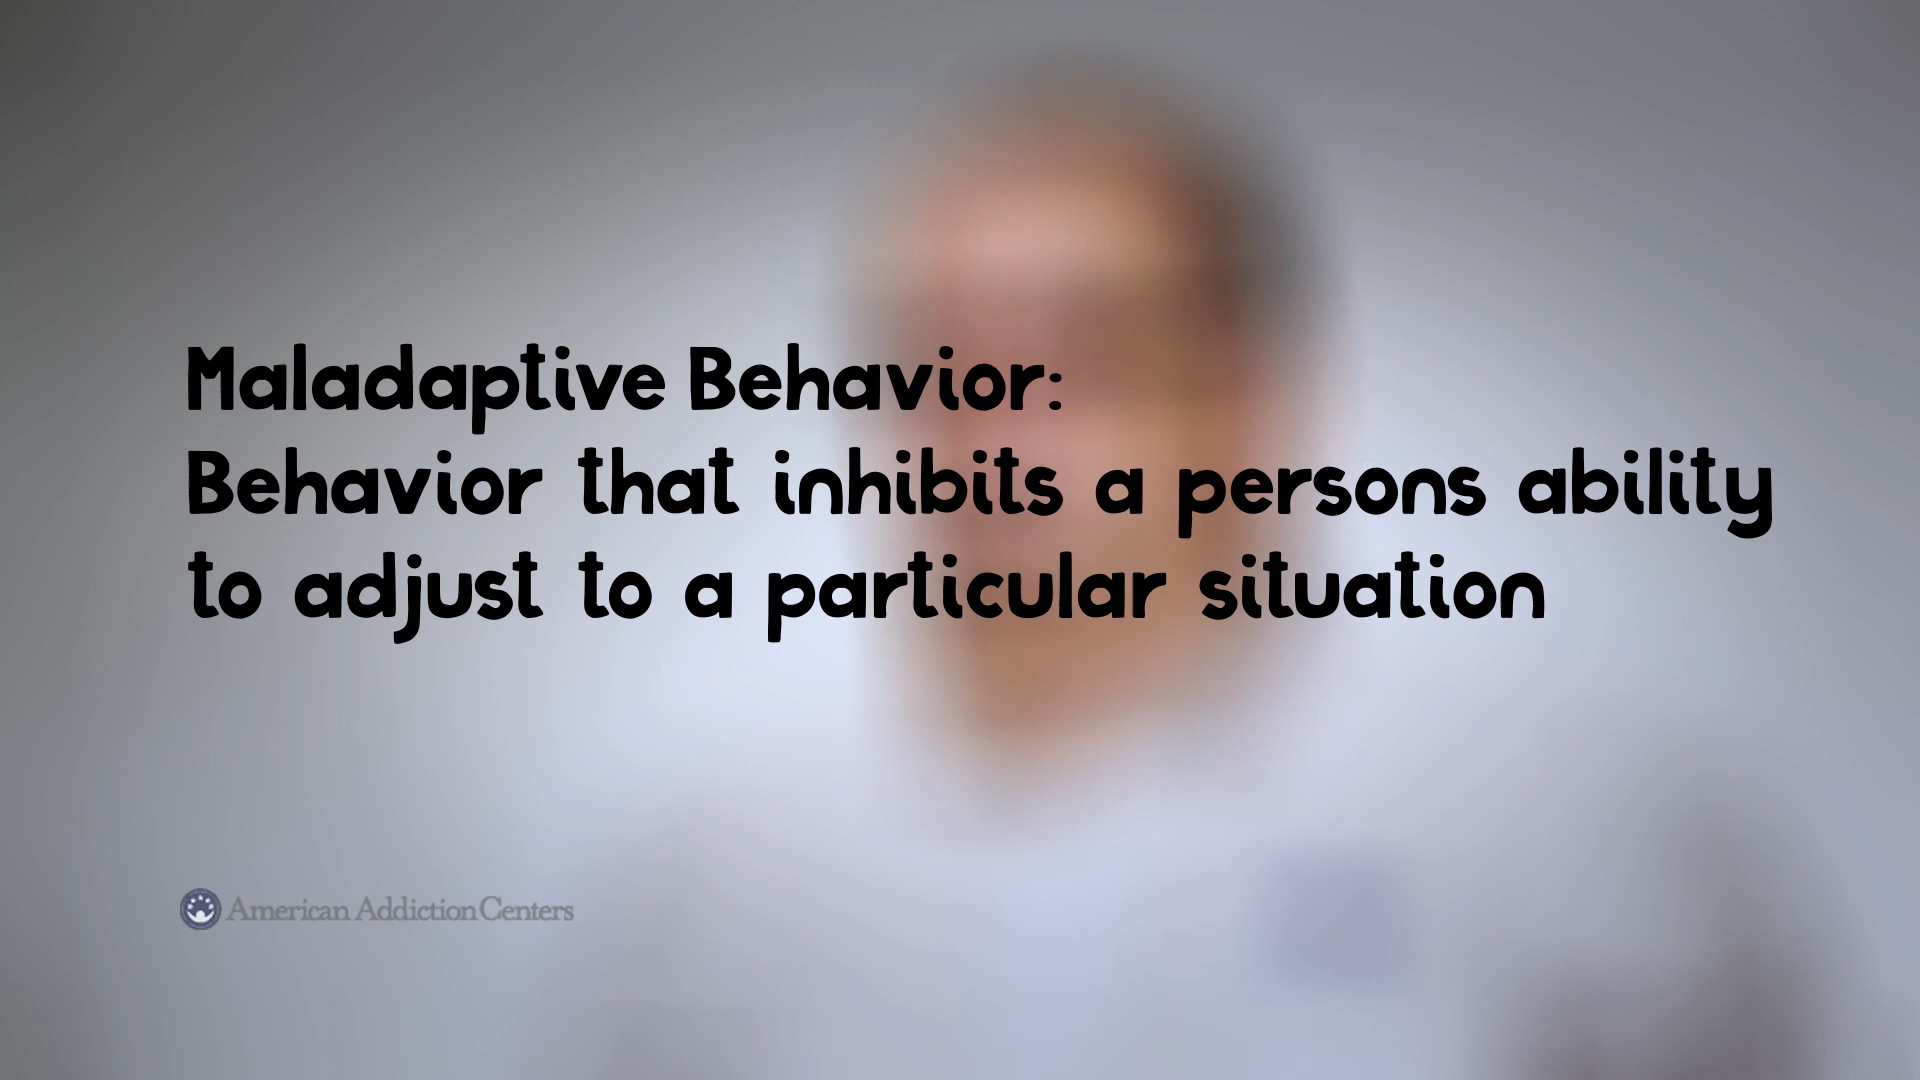 Maladaptive Behavior:
Behavior that inhibits a persons ability
to adjust to a particular situation
American Addiction Centers